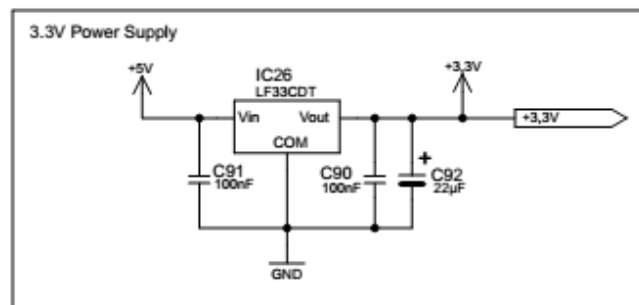 3.3V Power Supply
+5V
IC26
LF33CDT
Vin
Vout
COM
+3,3V
+3,3V
C91
100nF
C90
100nF
+
C92
22µF
GND